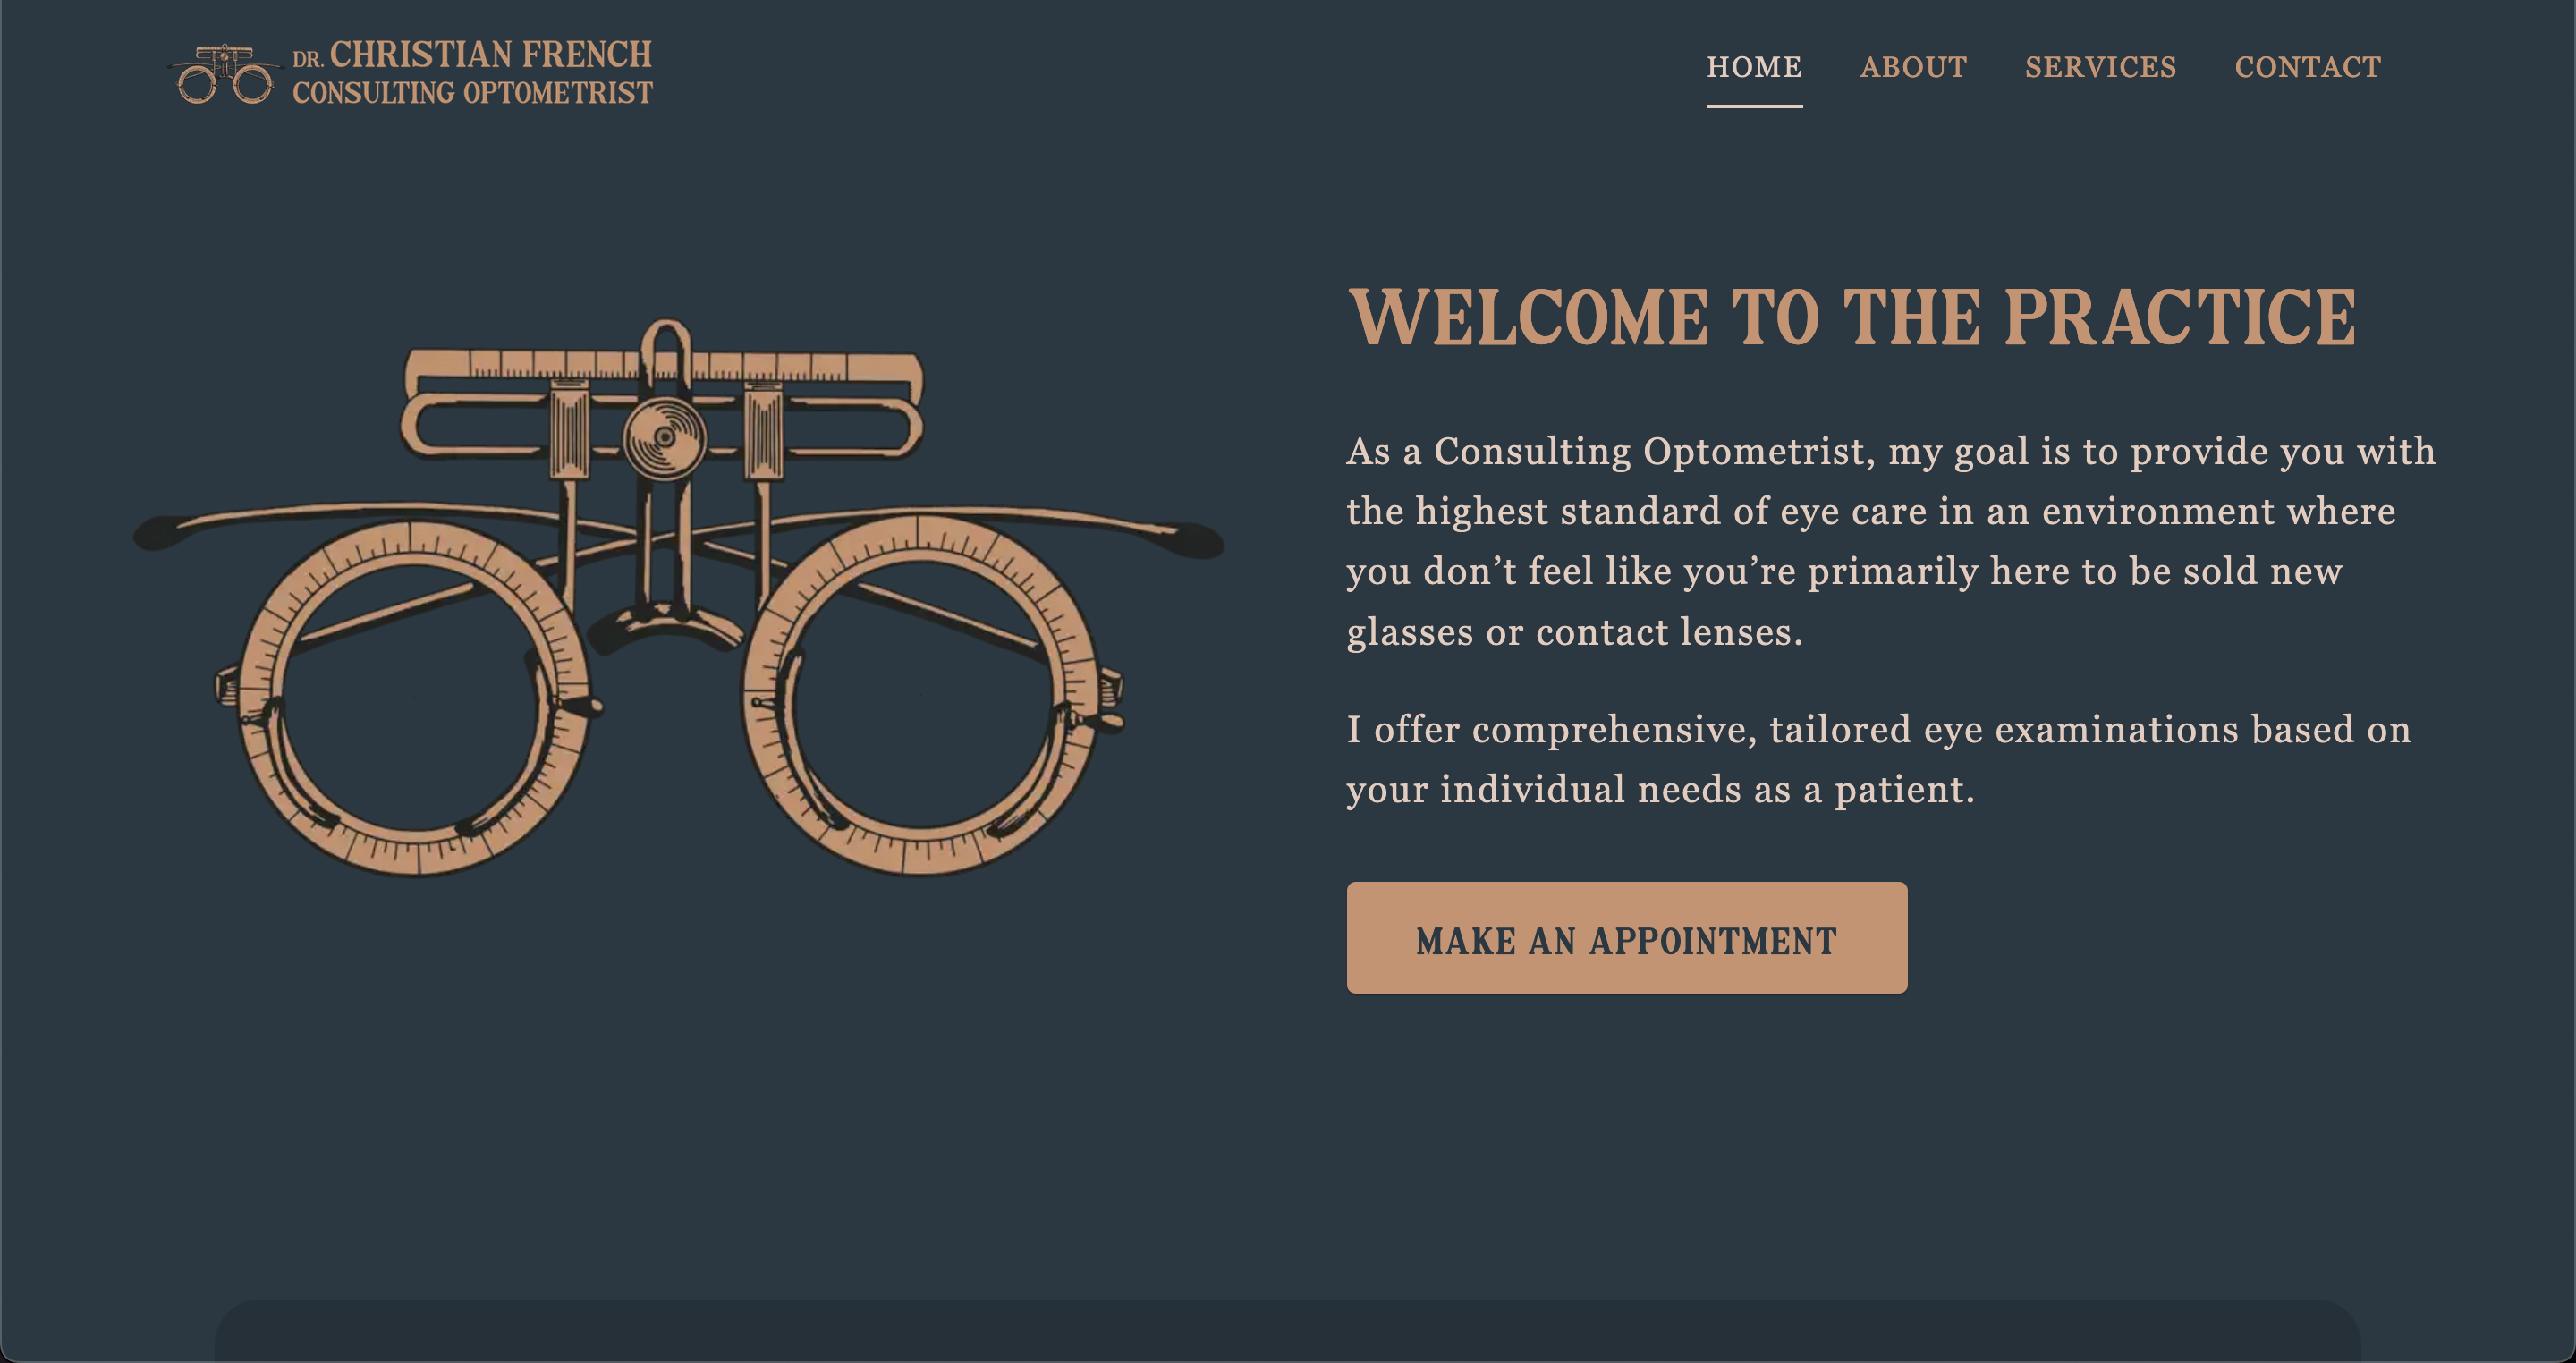 DR. CHRISTIAN FRENCH
CONSULTING OPTOMETRIST
HOME ABOUT SERVICES CONTACT
WELCOME TO THE PRACTICE
As a Consulting Optometrist, my goal is to provide you with
the highest standard of eye care in an environment where
you don’t feel like you’re primarily here to be sold new
glasses or contact lenses.
I offer comprehensive, tailored eye examinations based on
your individual needs as a patient.
MAKE AN APPOINTMENT